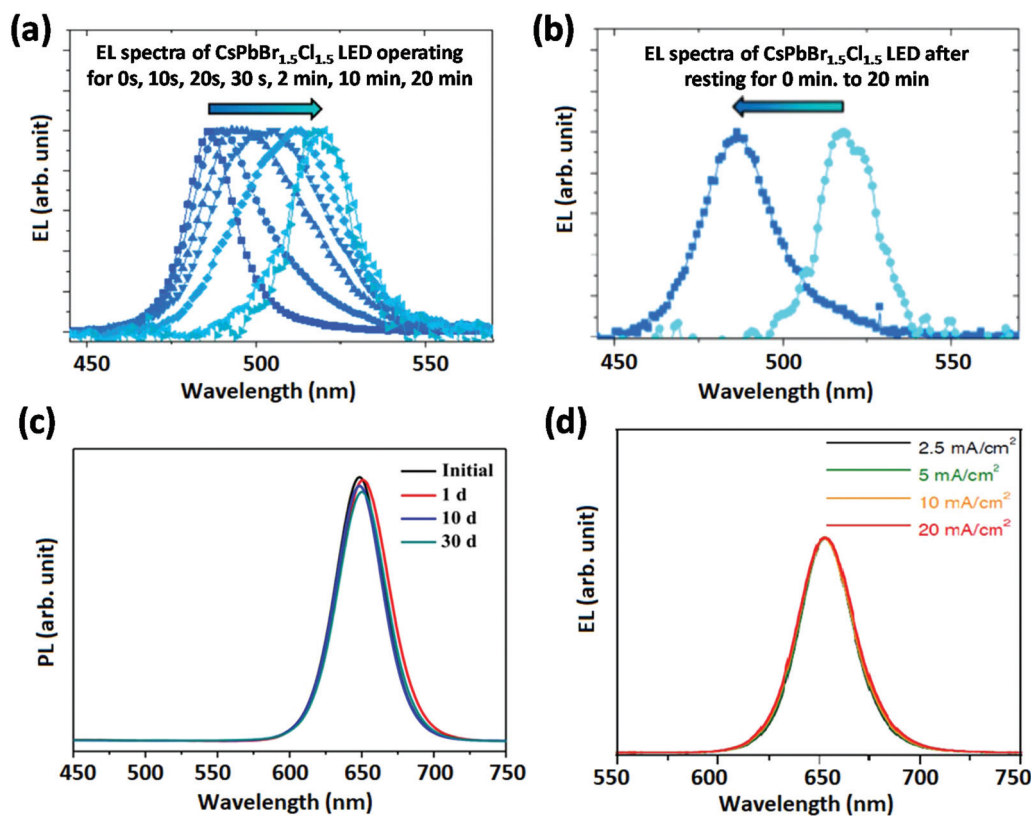 (a)
EL spectra of CsPbBr1.5Cl1.5 LED operating
for 0s, 10s, 20s, 30 s, 2 min, 10 min, 20 min
EL (arb. unit)
450 500 550
Wavelength (nm)
(b)
EL spectra of CsPbBr1.5Cl1.5 LED after
resting for 0 min. to 20 min
EL (arb. unit)
450 500 550
Wavelength (nm)
(c)
Initial
1 d
10 d
30 d
PL (arb. unit)
450 500 550 600 650 700 750
Wavelength (nm)
(d)
2.5 mA/cm2
5 mA/cm2
10 mA/cm2
20 mA/cm2
EL (arb. unit)
550 600 650 700 750
Wavelength (nm)